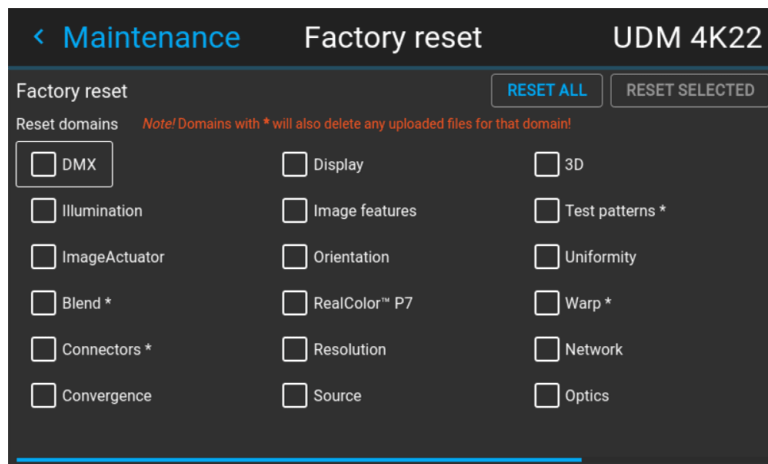 Maintenance Factory reset UDM 4K22
Factory reset RESET ALL RESET SELECTED
Reset domains Note! Domains with * will also delete any uploaded files for that domain!
DMX Display 3D
Illumination Image features Test patterns *
ImageActuator Orientation Uniformity
Blend * RealColor™ P7 Warp *
Connectors * Resolution Network
Convergence Source Optics